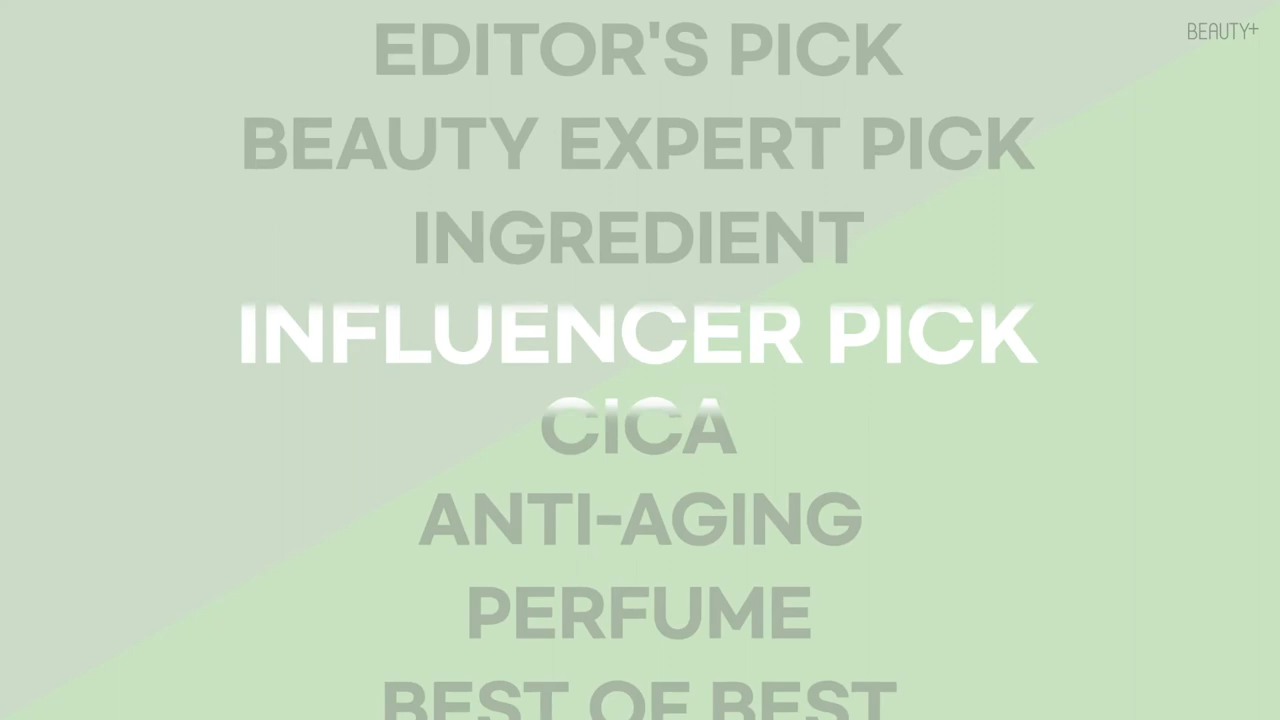 EDITOR'S PICK
BEAUTY+
BEAUTY EXPERT PICK
INGREDIENT
INFLUENCER PICK
CICA
ANTI-AGING
PERFUME
BEST OF BEST